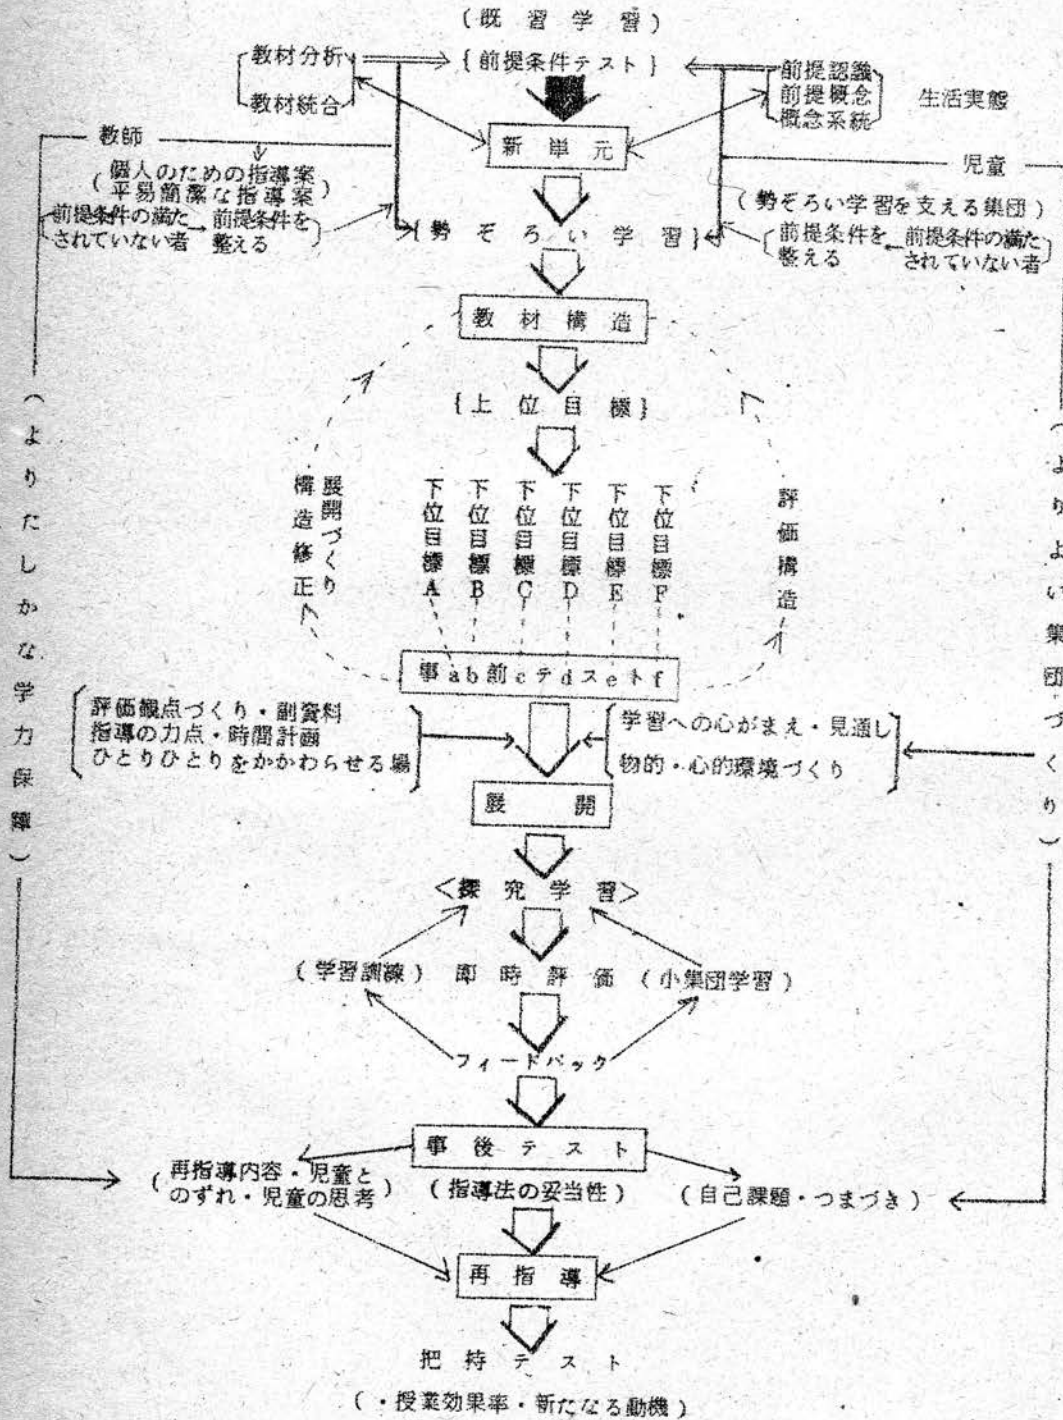 (既習学習)
{前提条件テスト}
教材分析
教材統合
前提認識
前提概念
概念系統
生活実態
新単元
教師
児童
(個人のための指導案
平易簡潔な指導案)
前提条件の満た
されていない者
前提条件を
整える
{勢ぞろい学習}
(勢ぞろい学習を支える集団)
前提条件を
整える
前提条件の満た
されていない者
教材構造
{上位目標}
(よりたしかな学力保障)
構造修正
展開づくり
下位目標A
下位目標B
下位目標C
下位目標D
下位目標E
下位目標F
評価構造
(よりよい集団づくり)
事ab前cテdスeトf
評価観点づくり・副資料
指導の力点・時間計画
ひとりひとりをかかわらせる場
学習への心がまえ・見通し
物的・心的環境づくり
展開
<探究学習>
(学習訓練) 即時評価 (小集団学習)
フィードバック
事後テスト
(再指導内容・児童と
のずれ・児童の思考)
(指導法の妥当性)
(自己課題・つまづき)
再指導
把持テスト
(・授業効果率・新たなる動機)